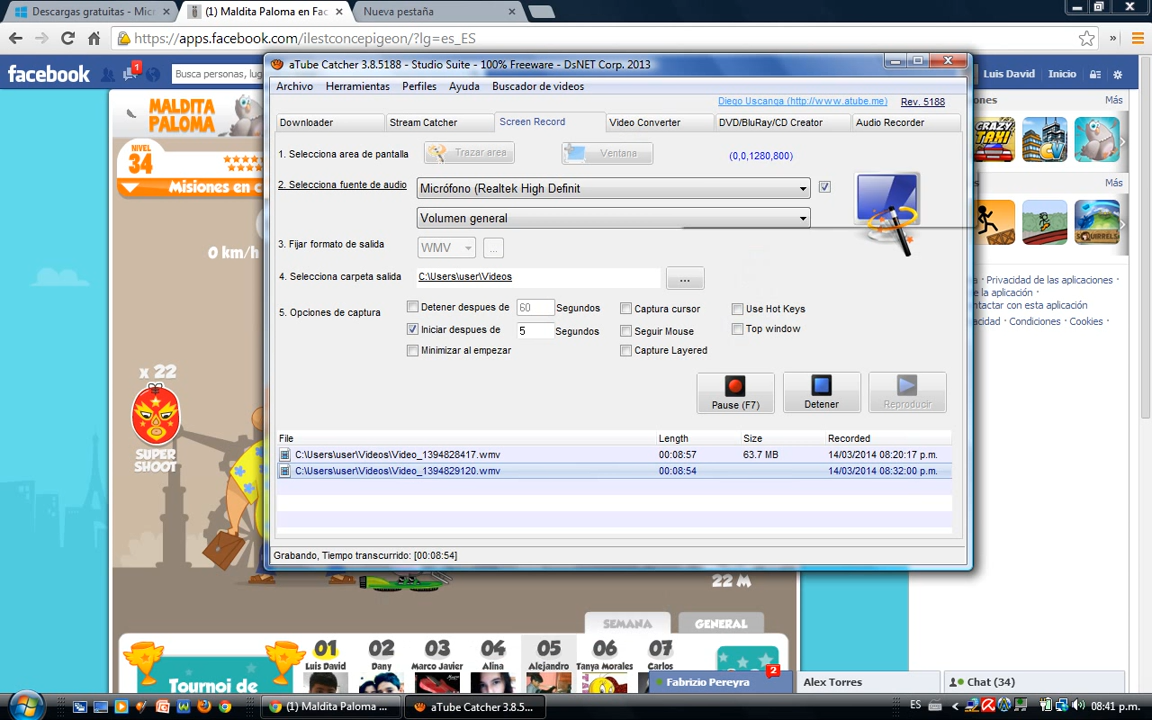 Descargas gratuitas - Mic
(1) Maldita Paloma en Fac
Nueva pestaña
https://apps.facebook.com/ilestconcepigeon/?lg=es_ES
facebook
1
Busca personas, lug
Luis David
Inicio
aTube Catcher 3.8.5188 - Studio Suite - 100% Freeware - DsNET Corp. 2013
Archivo Herramientas Perfiles Ayuda Buscador de videos
Diego Uscanga (http://www.atube.me) Rev. 5188
Downloader Stream Catcher Screen Record Video Converter DVD/BluRay/CD Creator Audio Recorder
1. Selecciona area de pantalla Trazar area Ventana (0,0,1280,800)
2. Selecciona fuente de audio Micrófono (Realtek High Definit
Volumen general
3. Fijar formato de salida WMV ...
4. Selecciona carpeta salida C:\Users\user\Videos ...
5. Opciones de captura
Detener despues de 60 Segundos Captura cursor Use Hot Keys
Iniciar despues de 5 Segundos Seguir Mouse Top window
Minimizar al empezar Capture Layered
Pause (F7) Detener Reproducir
File Length Size Recorded
C:\Users\user\Videos\Video_1394828417.wmv 00:08:57 63.7 MB 14/03/2014 08:20:17 p.m.
C:\Users\user\Videos\Video_1394829120.wmv 00:08:54 14/03/2014 08:32:00 p.m.
Grabando, Tiempo transcurrido: [00:08:54]
MALDITA
PALOMA
NIVEL
34
Misiones en c
0 km/h
x 22
SUPER
SHOOT
22 M
SEMANA GENERAL
01 02 03 04 05 06 07
Luis David Dany Marco Javier Alina Alejandro Tanya Morales Carlos
Torneo de
iones Más
CRAZY
TAXI
Más
SQUIRRELS
Privacidad de las aplicaciones
de la aplicación
ntactar con esta aplicación
cidad · Condiciones · Cookies ·
Fabrizio Pereyra 2
Alex Torres
Chat (34)
(1) Maldita Paloma ...
aTube Catcher 3.8.5...
ES
08:41 p.m.